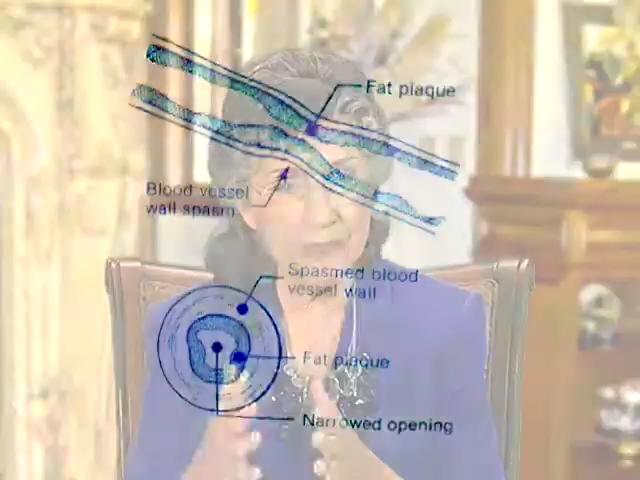 Fat plaque
Blood vessel
wall spasm
Spasmed blood
vessel wall
Fat plaque
Narrowed opening